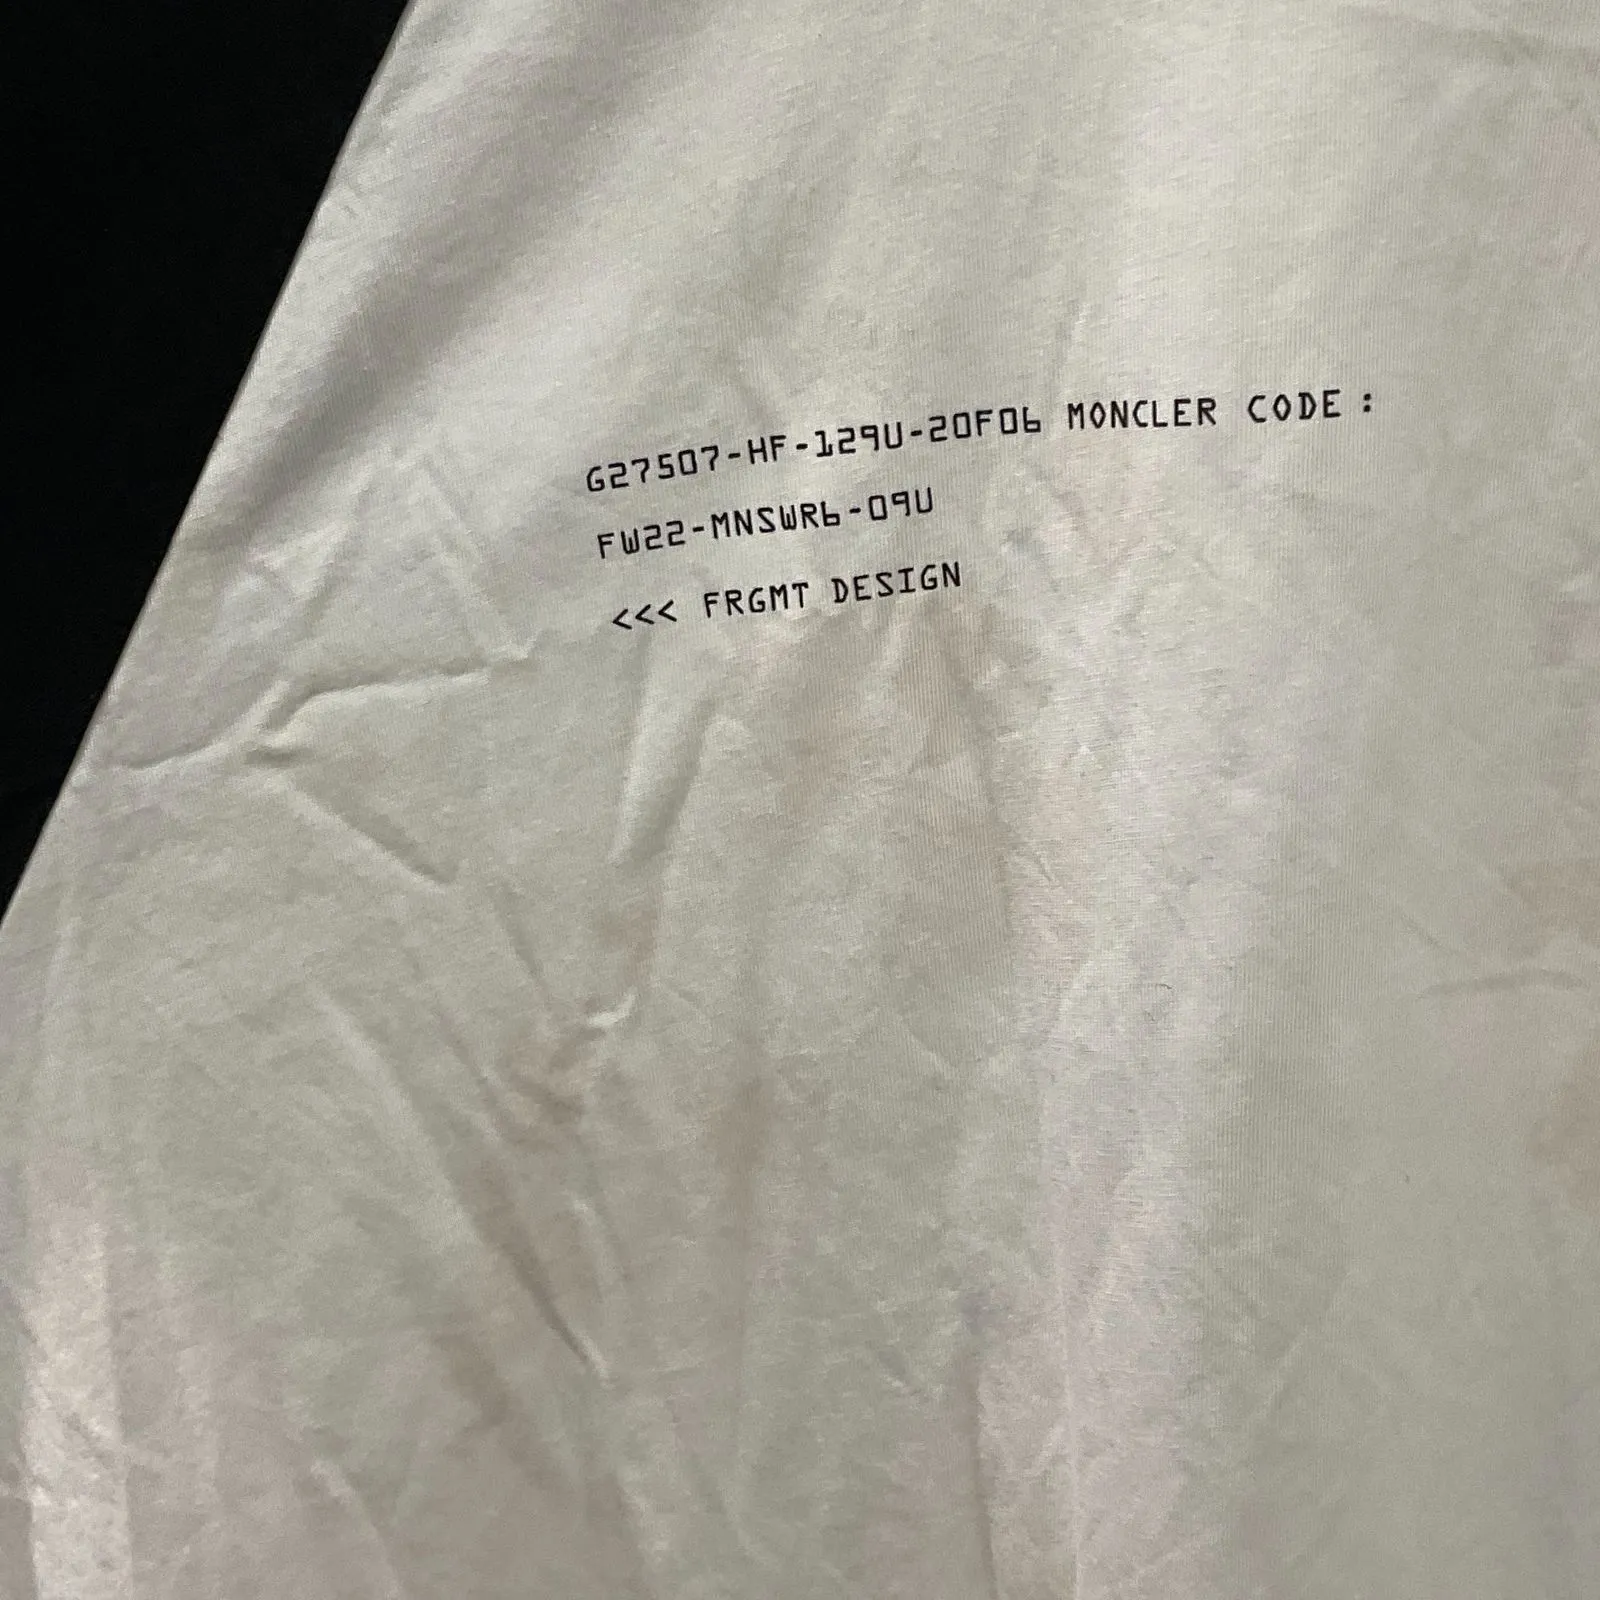 G27507-HF-129U-20F06 MONCLER CODE :
FW22-MNSWR6-09U
<<< FRGMT DESIGN